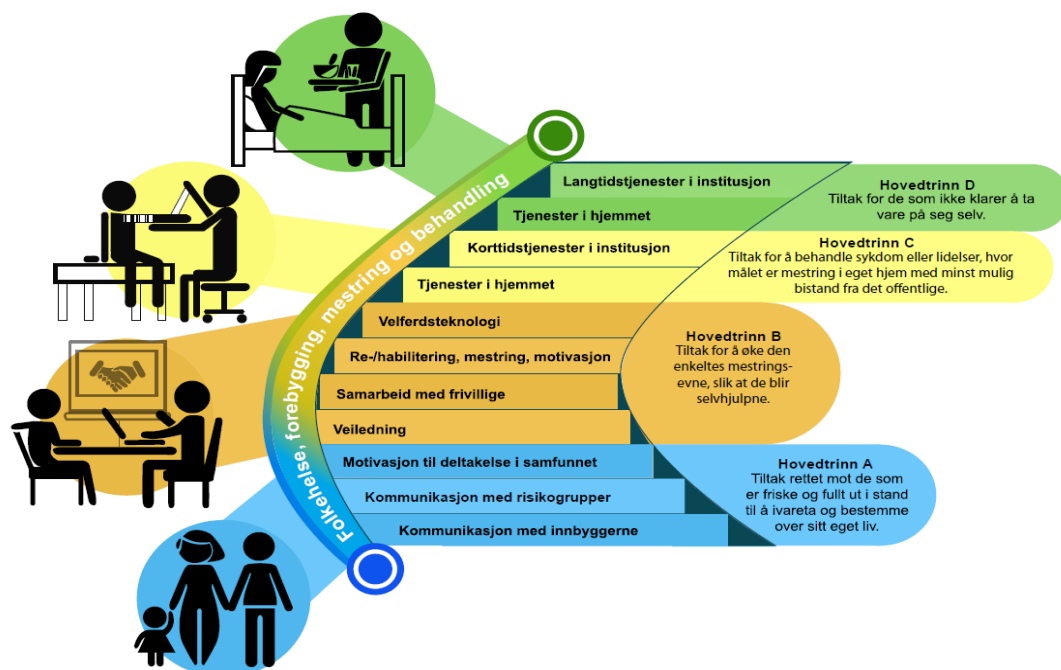 Folkehelse, forebygging, mestring og behandling
Langtidstjenester i institusjon
Tjenester i hjemmet
Korttidstjenester i institusjon
Tjenester i hjemmet
Velferdsteknologi
Re-/habilitering, mestring, motivasjon
Samarbeid med frivillige
Veiledning
Motivasjon til deltakelse i samfunnet
Kommunikasjon med risikogrupper
Kommunikasjon med innbyggerne
Hovedtrinn D
Tiltak for de som ikke klarer å ta
vare på seg selv.
Hovedtrinn C
Tiltak for å behandle sykdom eller lidelser, hvor
målet er mestring i eget hjem med minst mulig
bistand fra det offentlige.
Hovedtrinn B
Tiltak for å øke den
enkeltes mestrings-
evne, slik at de blir
selvhjulpne.
Hovedtrinn A
Tiltak rettet mot de som
er friske og fullt ut i stand
til å ivareta og bestemme
over sitt eget liv.